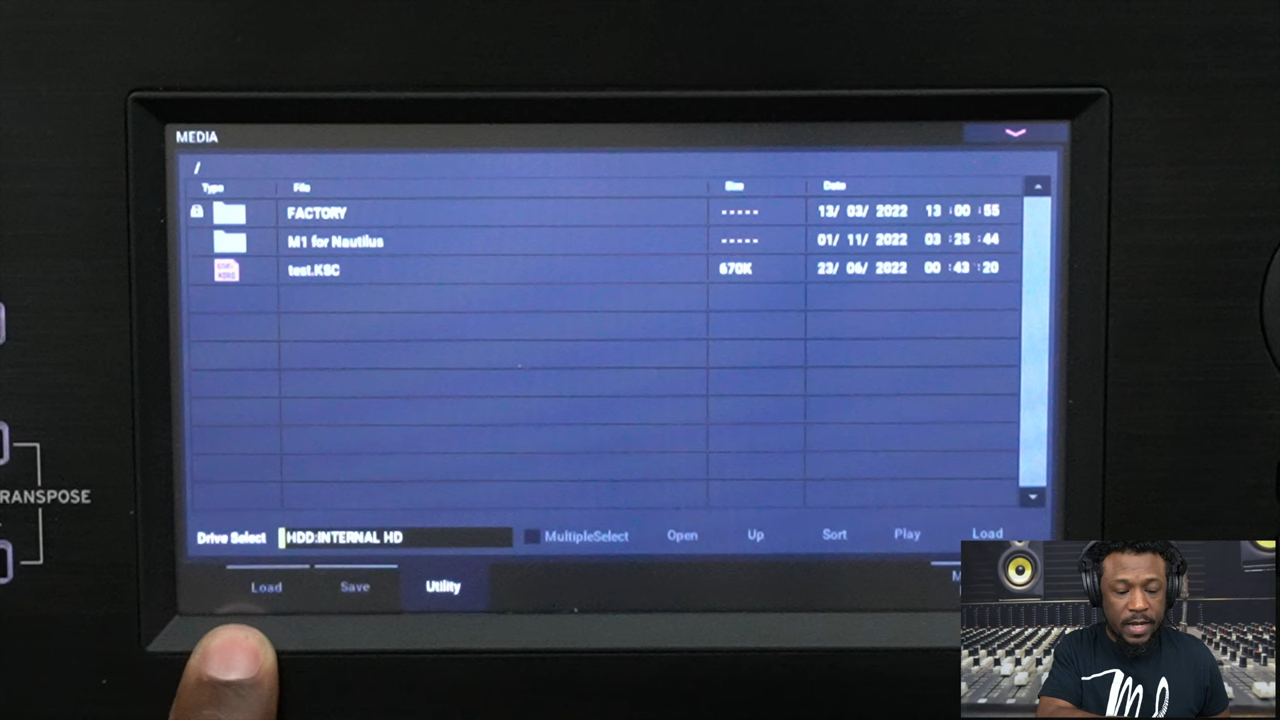 MEDIA
/
Type File Size Date
FACTORY ----- 13/ 03/ 2022 13 :00 :55
M1 for Nautilus ----- 01/ 11/ 2022 03 :25 :44
test.KSC 670K 23/ 06/ 2022 00 :43 :20
TRANSPOSE
Drive Select HDD:INTERNAL HD MultipleSelect Open Up Sort Play Load
Load Save Utility